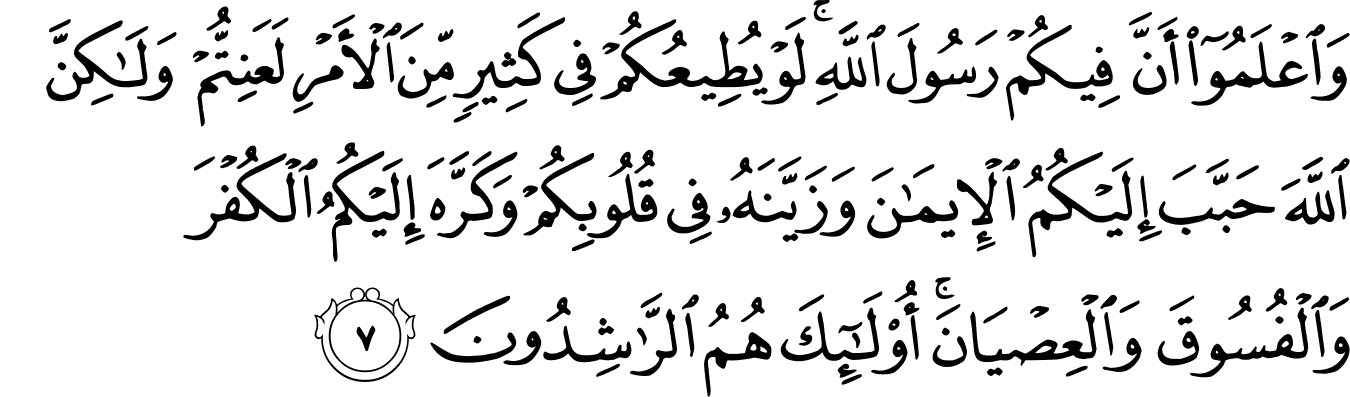 وَٱعْلَمُوٓا۟ أَنَّ فِيكُمْ رَسُولَ ٱللَّهِ ۚ لَوْ يُطِيعُكُمْ فِى كَثِيرٍ مِّنَ ٱلْأَمْرِ لَعَنِتُّمْ وَلَـٰكِنَّ
ٱللَّهَ حَبَّبَ إِلَيْكُمُ ٱلْإِيمَـٰنَ وَزَيَّنَهُۥ فِى قُلُوبِكُمْ وَكَرَّهَ إِلَيْكُمُ ٱلْكُفْرَ
وَٱلْفُسُوقَ وَٱلْعِصْيَانَ ۚ أُو۟لَـٰٓئِكَ هُمُ ٱلرَّٰشِدُونَ ٧